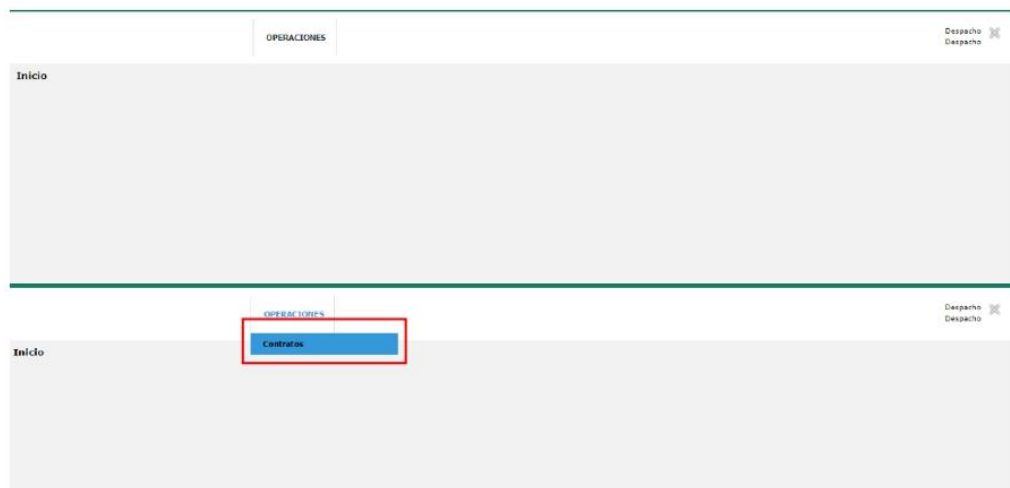 OPERACIONES
Despacho
Despacho
Inicio
OPERACIONES
Despacho
Despacho
Contratos
Inicio